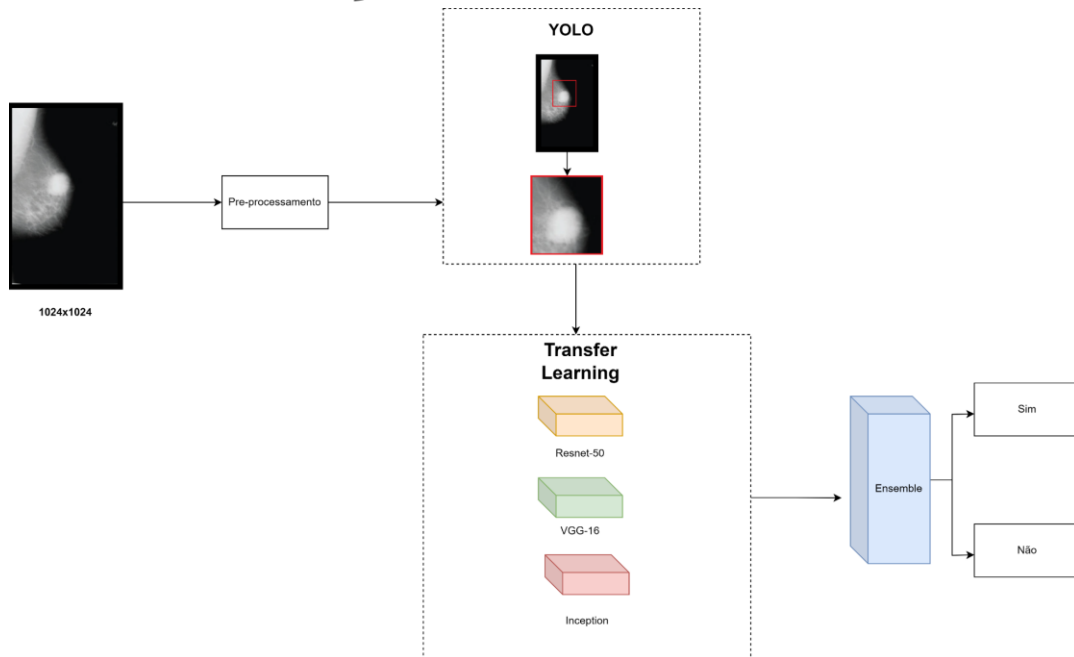 YOLO
1024x1024
Pre-processamento
Transfer
Learning
Resnet-50
VGG-16
Inception
Ensemble
Sim
Não